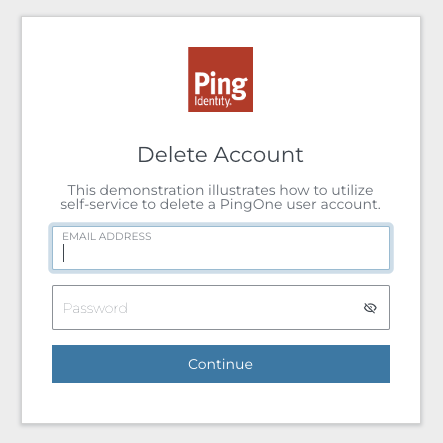 Ping
Identity.
Delete Account
This demonstration illustrates how to utilize
self-service to delete a PingOne user account.
EMAIL ADDRESS
Password
Continue